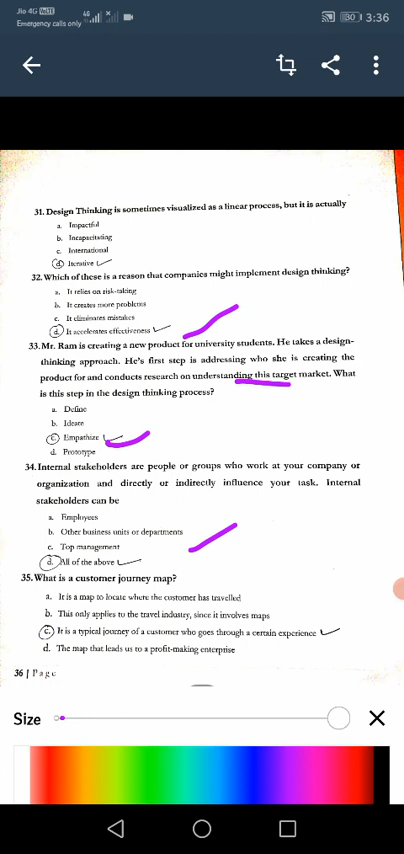 Jio 4G VoLTE
Emergency calls only
4G
30
3:36
31. Design Thinking is sometimes visualized as a linear process, but it is actually
a. Impactful
b. Incapacitating
c. International
d. Iterative
32. Which of these is a reason that companies might implement design thinking?
a. It relies on risk-taking
b. It creates more problems
c. It eliminates mistakes
d. It accelerates effectiveness
33. Mr. Ram is creating a new product for university students. He takes a design-
thinking approach. He's first step is addressing who she is creating the
product for and conducts research on understanding this target market. What
is this step in the design thinking process?
a. Define
b. Ideate
c. Empathize
d. Prototype
34. Internal stakeholders are people or groups who work at your company or
organization and directly or indirectly influence your task. Internal
stakeholders can be
a. Employees
b. Other business units or departments
c. Top management
d. All of the above
35. What is a customer journey map?
a. It is a map to locate where the customer has travelled
b. This only applies to the travel industry, since it involves maps
c. It is a typical journey of a customer who goes through a certain experience
d. The map that leads us to a profit-making enterprise
36 | Page
Size